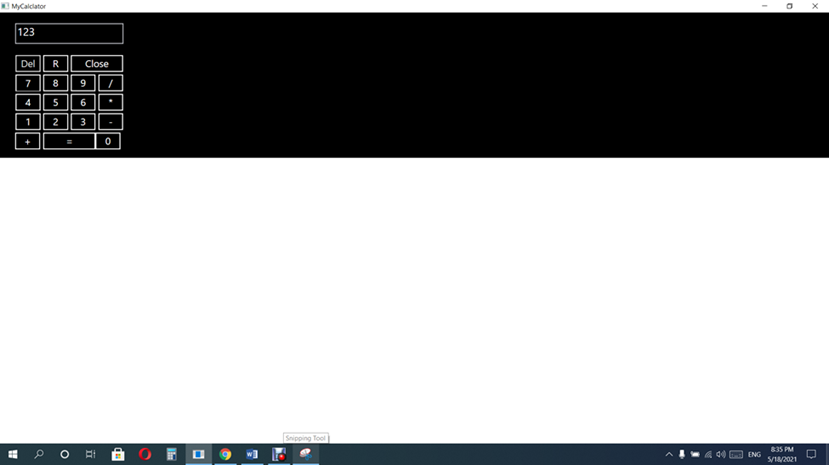 MyCalclator
123
Del R Close
7 8 9 /
4 5 6 *
1 2 3 -
+ = 0
Snipping Tool
ENG 8:35 PM
5/18/2021